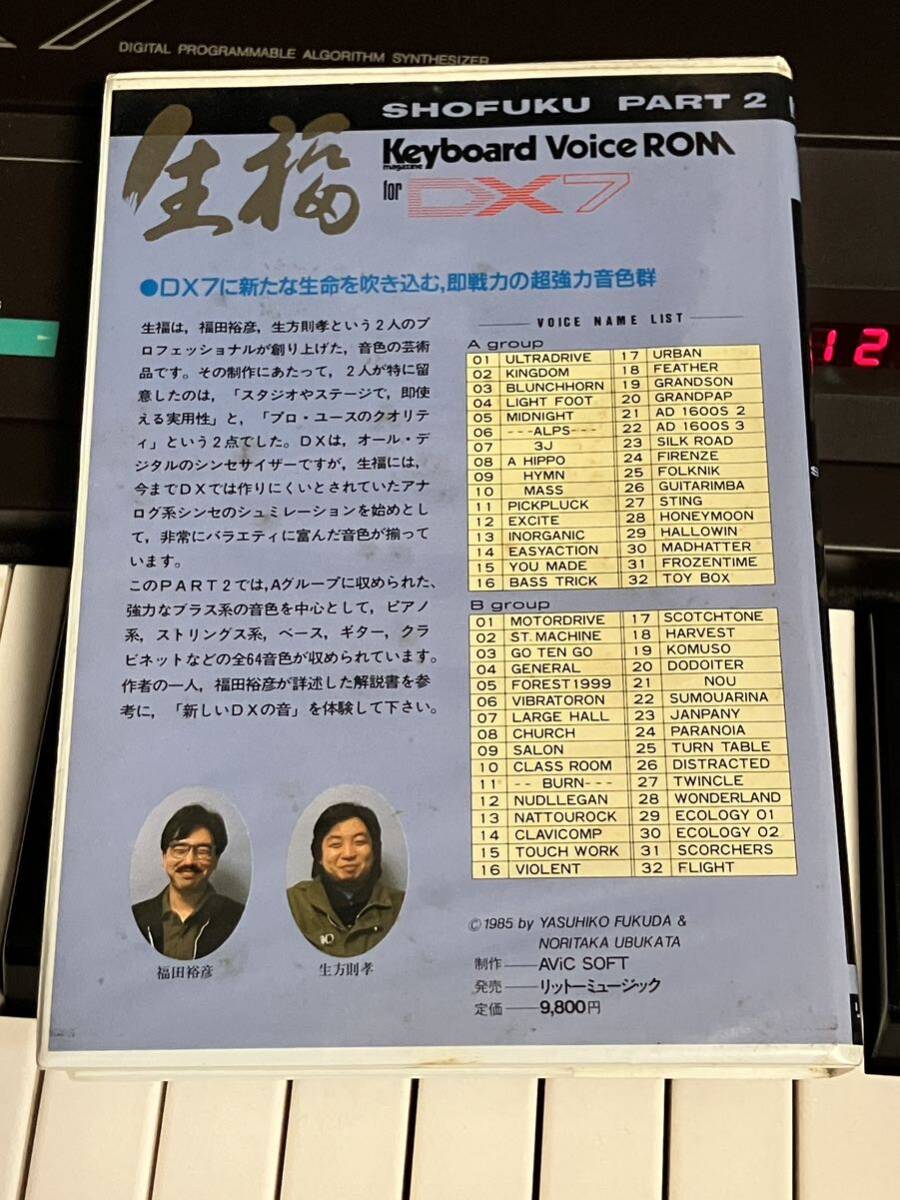 DIGITAL PROGRAMMABLE ALGORITHM SYNTHESIZER
SHOFUKU PART 2
生福
Keyboard Voice ROM
magazine
for DX7
●DX7に新たな生命を吹き込む,即戦力の超強力音色群
生福は，福田裕彦，生方則孝という2人のプ
ロフェッショナルが創り上げた，音色の芸術
品です。その制作にあたって，2人が特に留
意したのは，「スタジオやステージで，即使
える実用性」と，「プロ・ユースのクオリテ
ィ」という2点でした。DXは，オール・デ
ジタルのシンセサイザーですが，生福には，
今までDXでは作りにくいとされていたアナ
ログ系シンセのシュミレーションを始めとし
て，非常にバラエティに富んだ音色が揃って
います。
このPART2では，Aグループに収められた，
強力なブラス系の音色を中心として，ピアノ
系，ストリングス系，ベース，ギター，クラ
ビネットなどの全64音色が収められています。
作者の一人，福田裕彦が詳述した解説書を参
考に，「新しいDXの音」を体験して下さい。
VOICE NAME LIST
A group
01 ULTRADRIVE 17 URBAN
02 KINGDOM 18 FEATHER
03 BLUNCHHORN 19 GRANDSON
04 LIGHT FOOT 20 GRANDPAP
05 MIDNIGHT 21 AD 1600S 2
06 ---ALPS--- 22 AD 1600S 3
07 3J 23 SILK ROAD
08 A HIPPO 24 FIRENZE
09 HYMN 25 FOLKNIK
10 MASS 26 GUITARIMBA
11 PICKPLUCK 27 STING
12 EXCITE 28 HONEYMOON
13 INORGANIC 29 HALLOWIN
14 EASYACTION 30 MADHATTER
15 YOU MADE 31 FROZENTIME
16 BASS TRICK 32 TOY BOX
B group
01 MOTORDRIVE 17 SCOTCHTONE
02 ST. MACHINE 18 HARVEST
03 GO TEN GO 19 KOMUSO
04 GENERAL 20 DODOITER
05 FOREST1999 21 NOU
06 VIBRATORON 22 SUMOUARINA
07 LARGE HALL 23 JANPANY
08 CHURCH 24 PARANOIA
09 SALON 25 TURN TABLE
10 CLASS ROOM 26 DISTRACTED
11 -- BURN--- 27 TWINCLE
12 NUDLLEGAN 28 WONDERLAND
13 NATTOUROCK 29 ECOLOGY 01
14 CLAVICOMP 30 ECOLOGY 02
15 TOUCH WORK 31 SCORCHERS
16 VIOLENT 32 FLIGHT
福田裕彦
生方則孝
©1985 by YASUHIKO FUKUDA &
NORITAKA UBUKATA
制作——AViC SOFT
発売——リットーミュージック
定価——9,800円
12